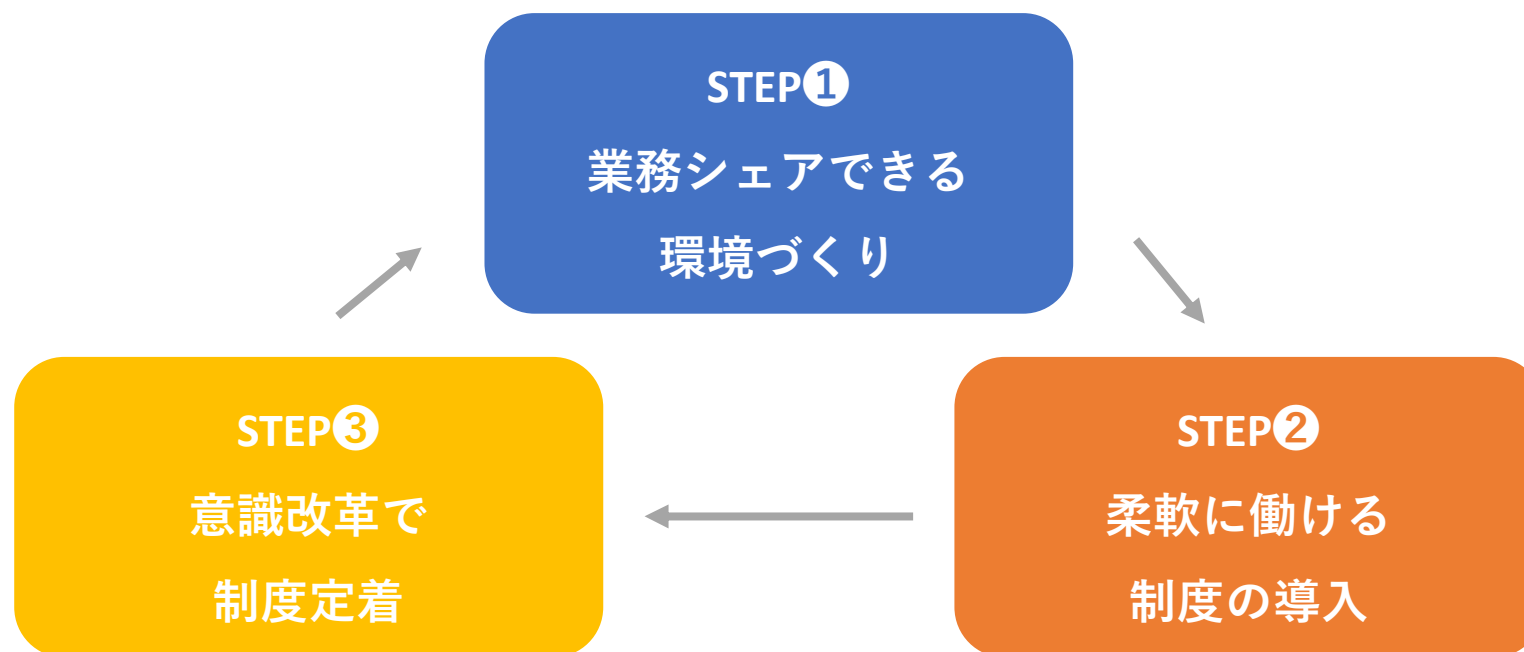 STEP❶
業務シェアできる
環境づくり
STEP❷
柔軟に働ける
制度の導入
STEP❸
意識改革で
制度定着